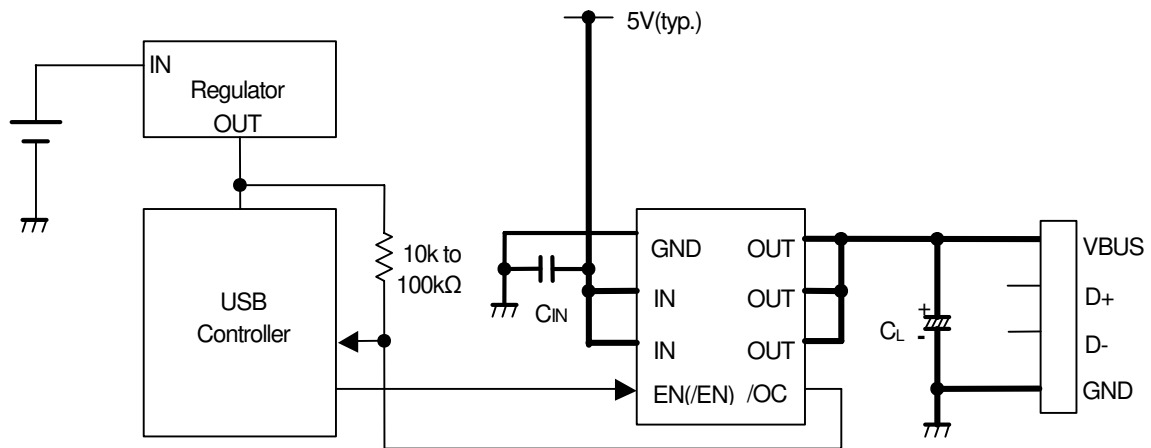 5V(typ.)
IN
Regulator
OUT
10k to
100kΩ
USB
Controller
CIN
GND OUT
IN OUT
IN OUT
EN(/EN) /OC
+
CL
-
VBUS
D+
D-
GND